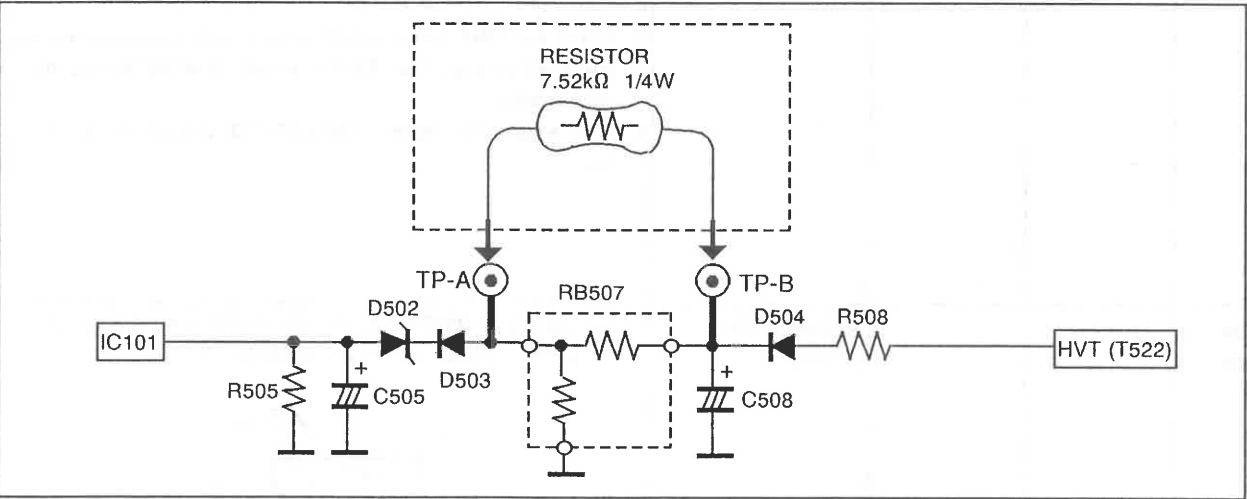 RESISTOR
7.52kΩ 1/4W
TP-A
TP-B
RB507
D502
D504
R508
IC101
HVT (T522)
D503
R505
+
C505
+
C508